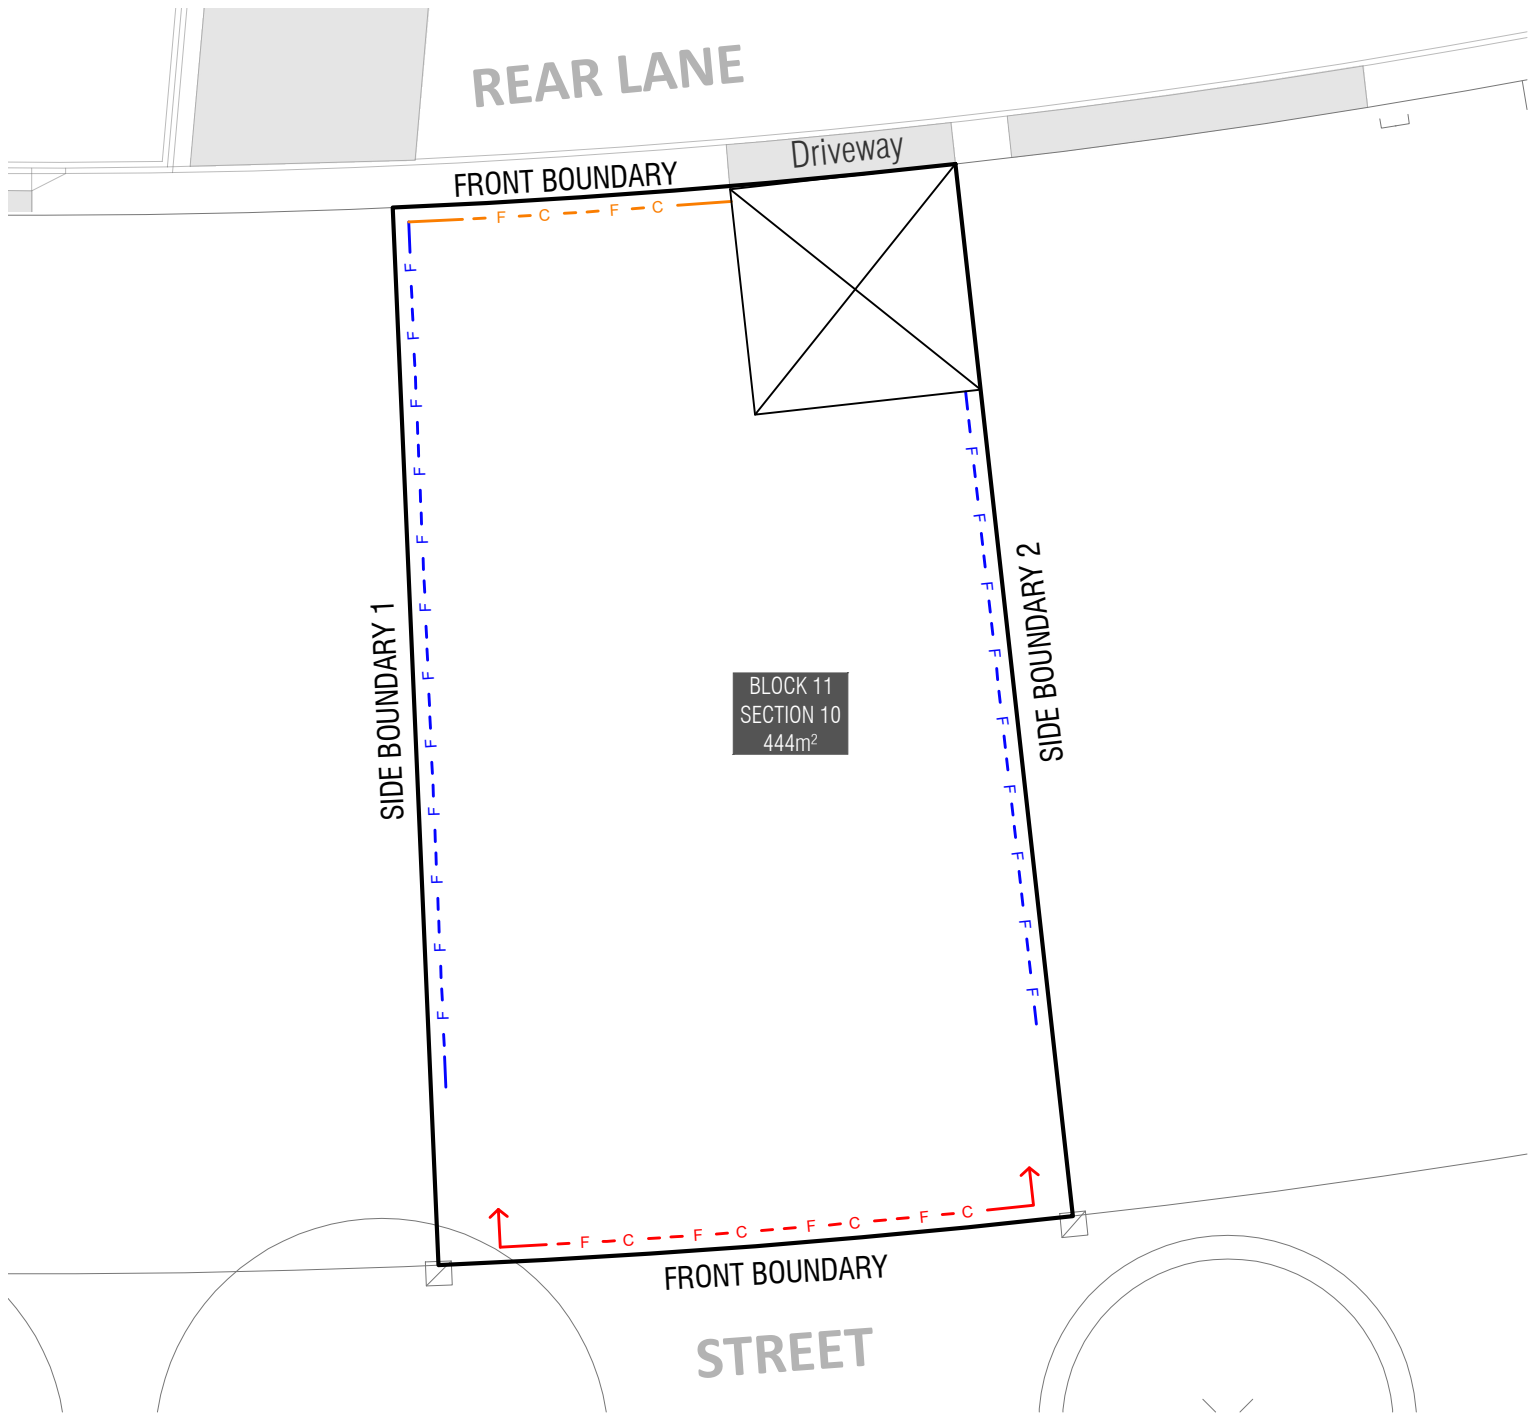 REAR LANE
Driveway
FRONT BOUNDARY
F C F C
F F F F F F F F F F F F
F F F F F F F F F
SIDE BOUNDARY 1
SIDE BOUNDARY 2
BLOCK 11
SECTION 10
444m²
F C F C F C F C
FRONT BOUNDARY
STREET